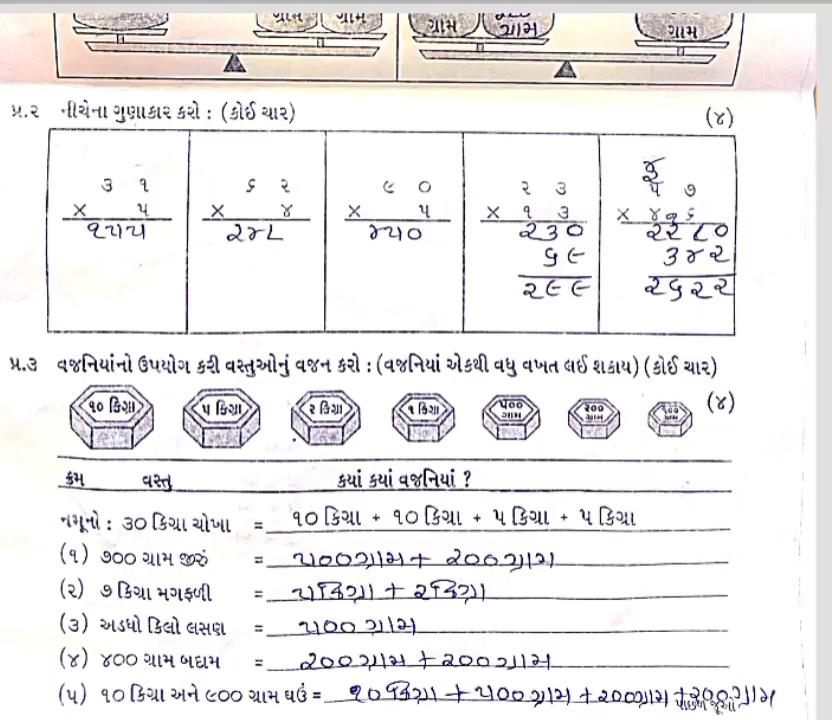 ગ્રામ ગ્રામ ગ્રામ ગ્રામ ગ્રામ
પ્ર.૨ નીચેના ગુણાકાર કરો : (કોઈ ચાર) (૪)
૩ ૧ ૬ ૨ ૯ ૦ ૨ ૩ ૫ ૭
× ૫ × ૪ × ૫ × ૧ ૩ × ૪ ૬
૧૫૫ ૨૪૮ ૪૫૦ ૨૩૦ ૨૨૮૦
૬૯ ૩૪૨
૨૯૯ ૨૬૨૨
પ્ર.૩ વજનિયાંનો ઉપયોગ કરી વસ્તુઓનું વજન કરો : (વજનિયાં એકથી વધુ વખત લઈ શકાય) (કોઈ ચાર)
(૪)
૧૦ કિગ્રા ૫ કિગ્રા ૨ કિગ્રા ૧ કિગ્રા ૫૦૦ ગ્રામ ૨૦૦ ગ્રામ
ક્રમ વસ્તુ કયાં કયાં વજનિયાં ?
નમૂનો : ૩૦ કિગ્રા ચોખા = ૧૦ કિગ્રા + ૧૦ કિગ્રા + ૫ કિગ્રા + ૫ કિગ્રા
(૧) ૭૦૦ ગ્રામ જીરું = ૫૦૦ગ્રામ + ૨૦૦ગ્રામ
(૨) ૭ કિગ્રા મગફળી = ૫કિગ્રા + ૨કિગ્રા
(૩) અડધો કિલો લસણ = ૫૦૦ ગ્રામ
(૪) ૪૦૦ ગ્રામ બદામ = ૨૦૦ગ્રામ + ૨૦૦ ગ્રામ
(૫) ૧૦ કિગ્રા અને ૯૦૦ ગ્રામ ઘઉં = ૧૦ કિગ્રા + ૫૦૦ ગ્રામ + ૨૦૦ગ્રામ + ૨૦૦ ગ્રામ
પાછળ જૂઓ